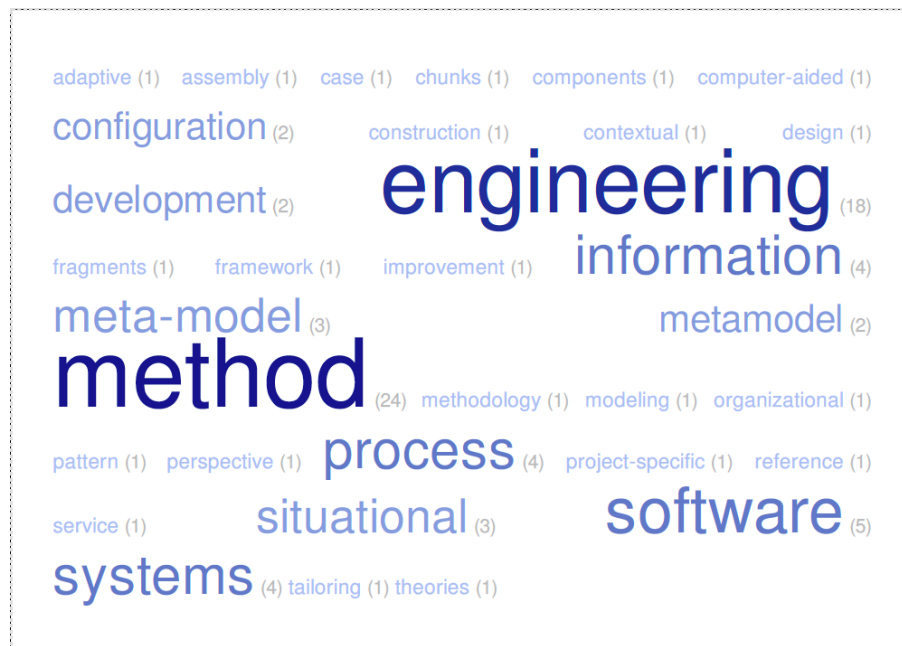 adaptive (1) assembly (1) case (1) chunks (1) components (1) computer-aided (1)
configuration (2) construction (1) contextual (1) design (1)
development (2) engineering (18)
fragments (1) framework (1) improvement (1) information (4)
meta-model (3) metamodel (2)
method (24) methodology (1) modeling (1) organizational (1)
pattern (1) perspective (1) process (4) project-specific (1) reference (1)
service (1) situational (3) software (5)
systems (4) tailoring (1) theories (1)